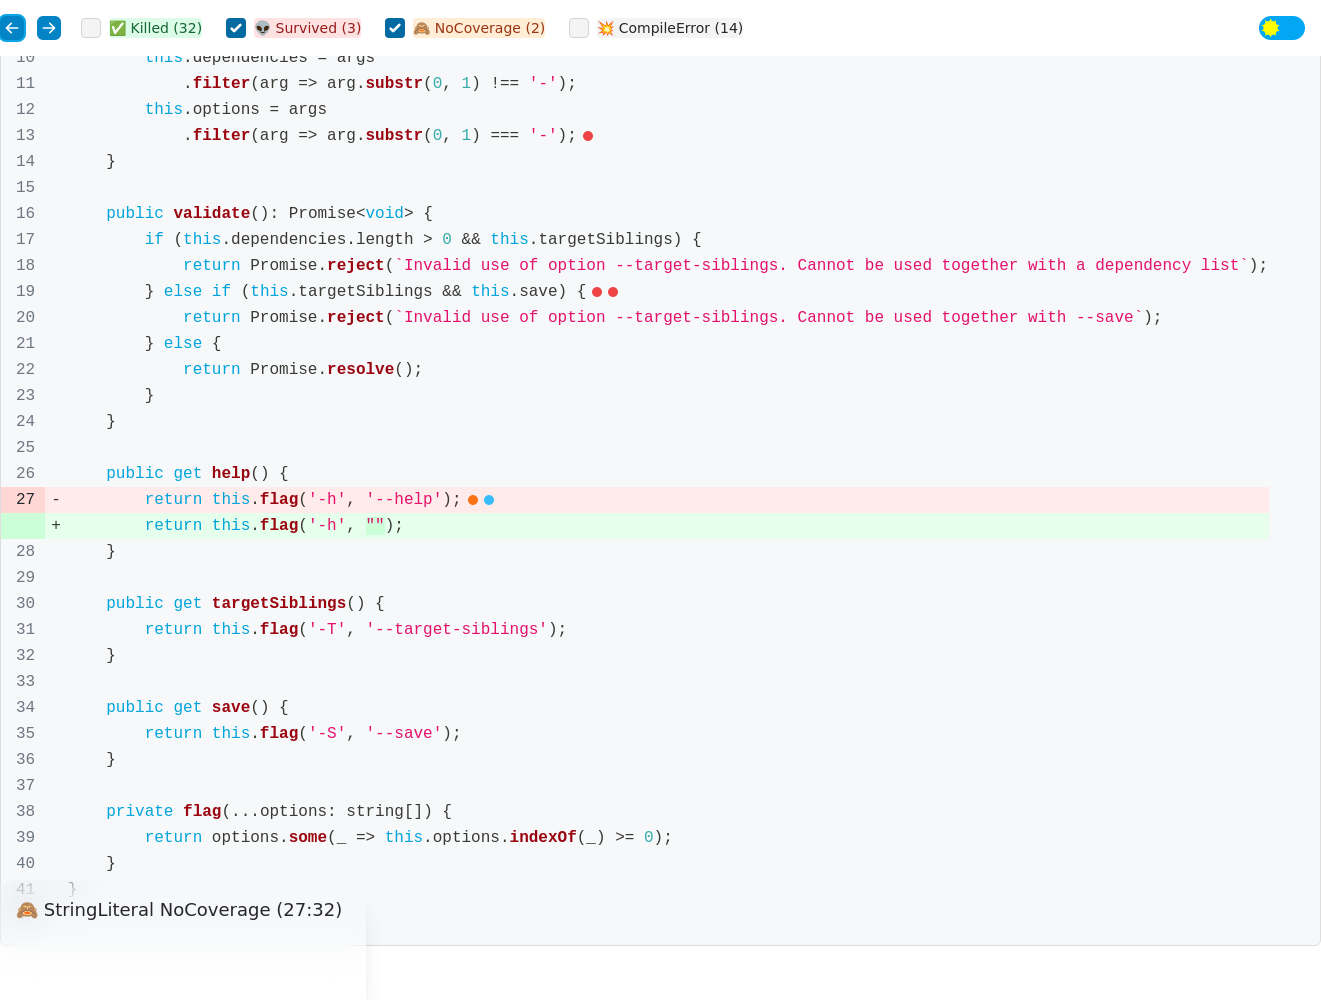 ✅ Killed (32) 👽 Survived (3) 🙈 NoCoverage (2) 💥 CompileError (14)
10 this.dependencies = args
11 .filter(arg => arg.substr(0, 1) !== '-');
12 this.options = args
13 .filter(arg => arg.substr(0, 1) === '-');
14 }
15
16 public validate(): Promise<void> {
17 if (this.dependencies.length > 0 && this.targetSiblings) {
18 return Promise.reject(`Invalid use of option --target-siblings. Cannot be used together with a dependency list`);
19 } else if (this.targetSiblings && this.save) {
20 return Promise.reject(`Invalid use of option --target-siblings. Cannot be used together with --save`);
21 } else {
22 return Promise.resolve();
23 }
24 }
25
26 public get help() {
27 - return this.flag('-h', '--help');
+ return this.flag('-h', "");
28 }
29
30 public get targetSiblings() {
31 return this.flag('-T', '--target-siblings');
32 }
33
34 public get save() {
35 return this.flag('-S', '--save');
36 }
37
38 private flag(...options: string[]) {
39 return options.some(_ => this.options.indexOf(_) >= 0);
40 }
41 }
🙈 StringLiteral NoCoverage (27:32)